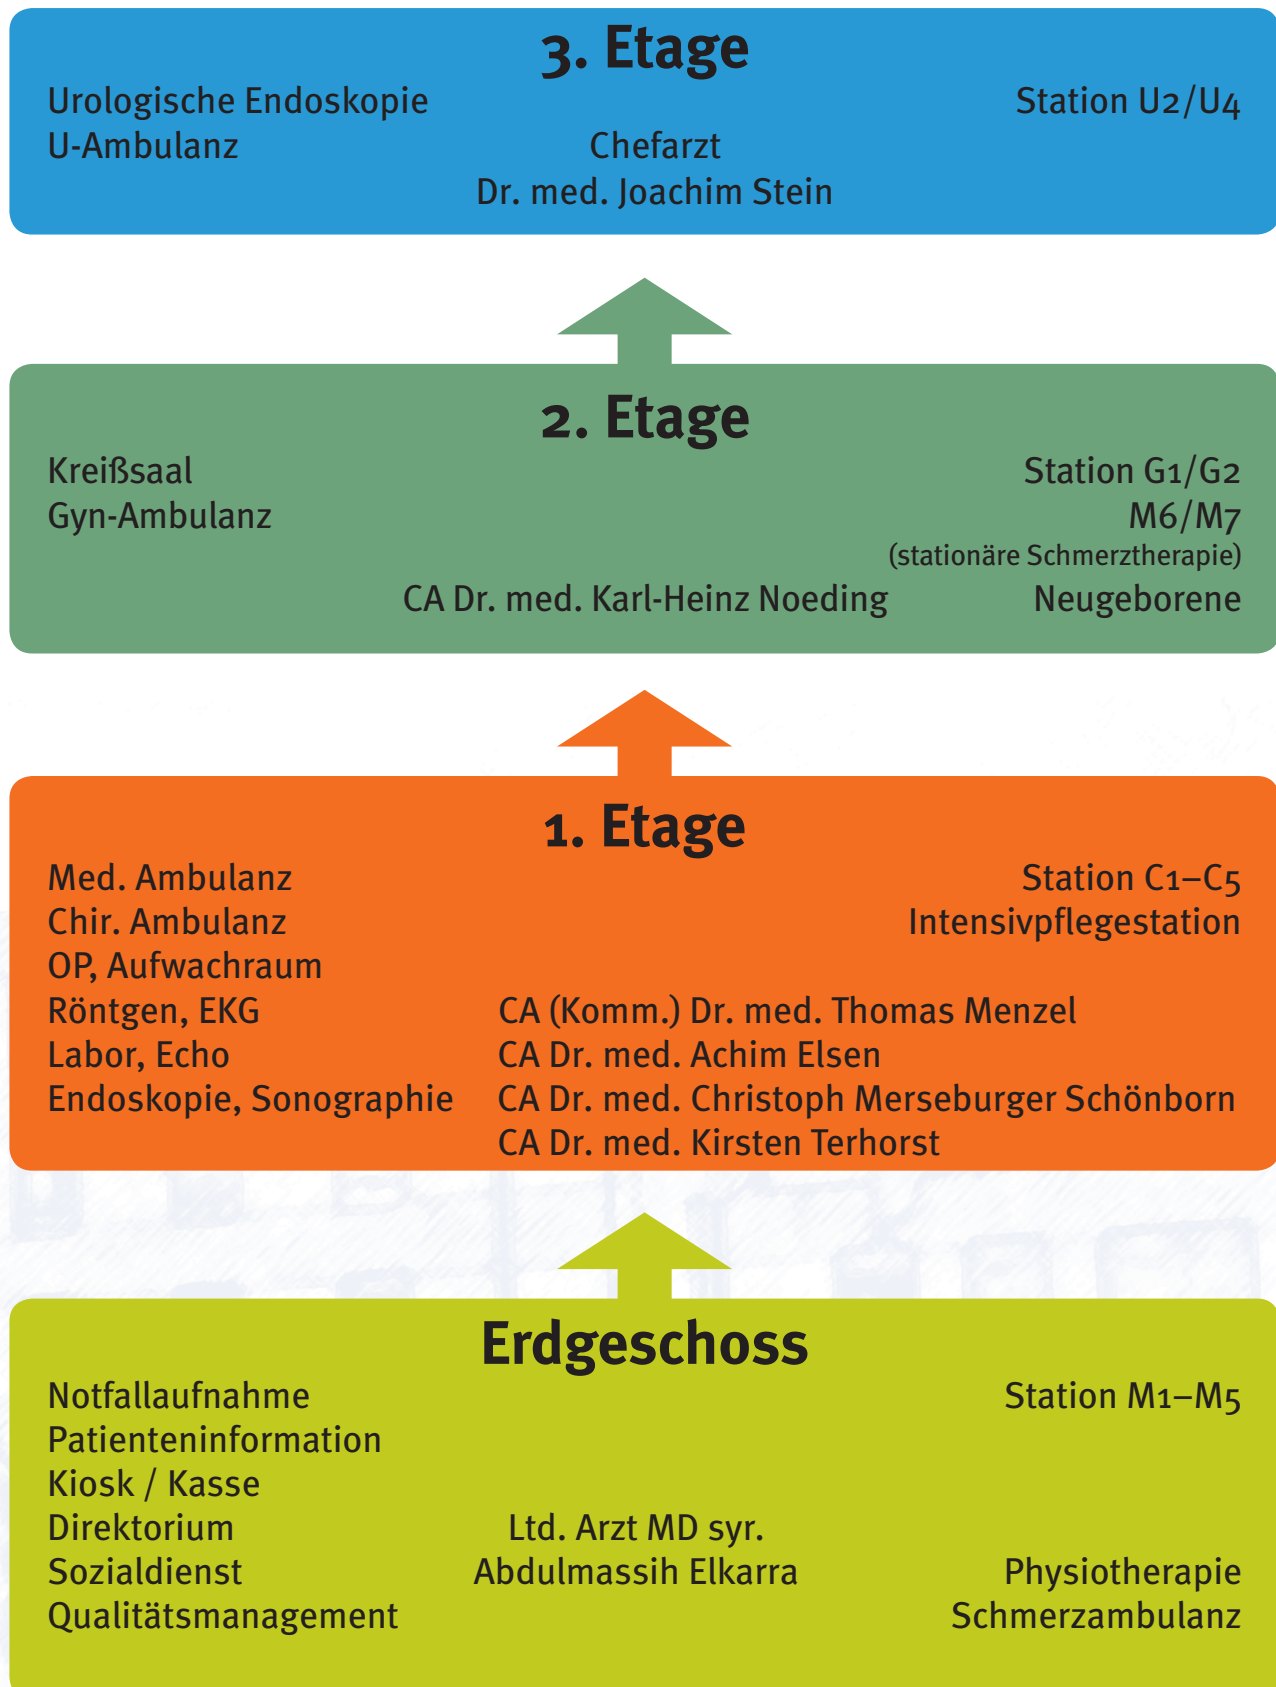 3. Etage
Urologische Endoskopie Station U2/U4
U-Ambulanz Chefarzt
Dr. med. Joachim Stein
2. Etage
Kreißsaal Station G1/G2
Gyn-Ambulanz M6/M7
(stationäre Schmerztherapie)
CA Dr. med. Karl-Heinz Noeding Neugeborene
1. Etage
Med. Ambulanz Station C1–C5
Chir. Ambulanz Intensivpflegestation
OP, Aufwachraum
Röntgen, EKG CA (Komm.) Dr. med. Thomas Menzel
Labor, Echo CA Dr. med. Achim Elsen
Endoskopie, Sonographie CA Dr. med. Christoph Merseburger Schönborn
CA Dr. med. Kirsten Terhorst
Erdgeschoss
Notfallaufnahme Station M1–M5
Patienteninformation
Kiosk / Kasse
Direktorium Ltd. Arzt MD syr.
Sozialdienst Abdulmassih Elkarra Physiotherapie
Qualitätsmanagement Schmerzambulanz